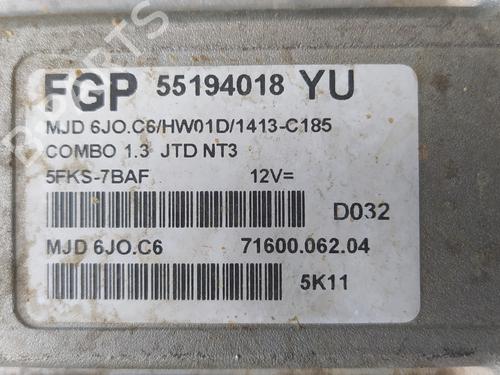 FGP 55194018 YU
MJD 6JO.C6/HW01D/1413-C185
COMBO 1.3 JTD NT3
5FKS-7BAF 12V=
D032
MJD 6JO.C6 71600.062.04
5K11